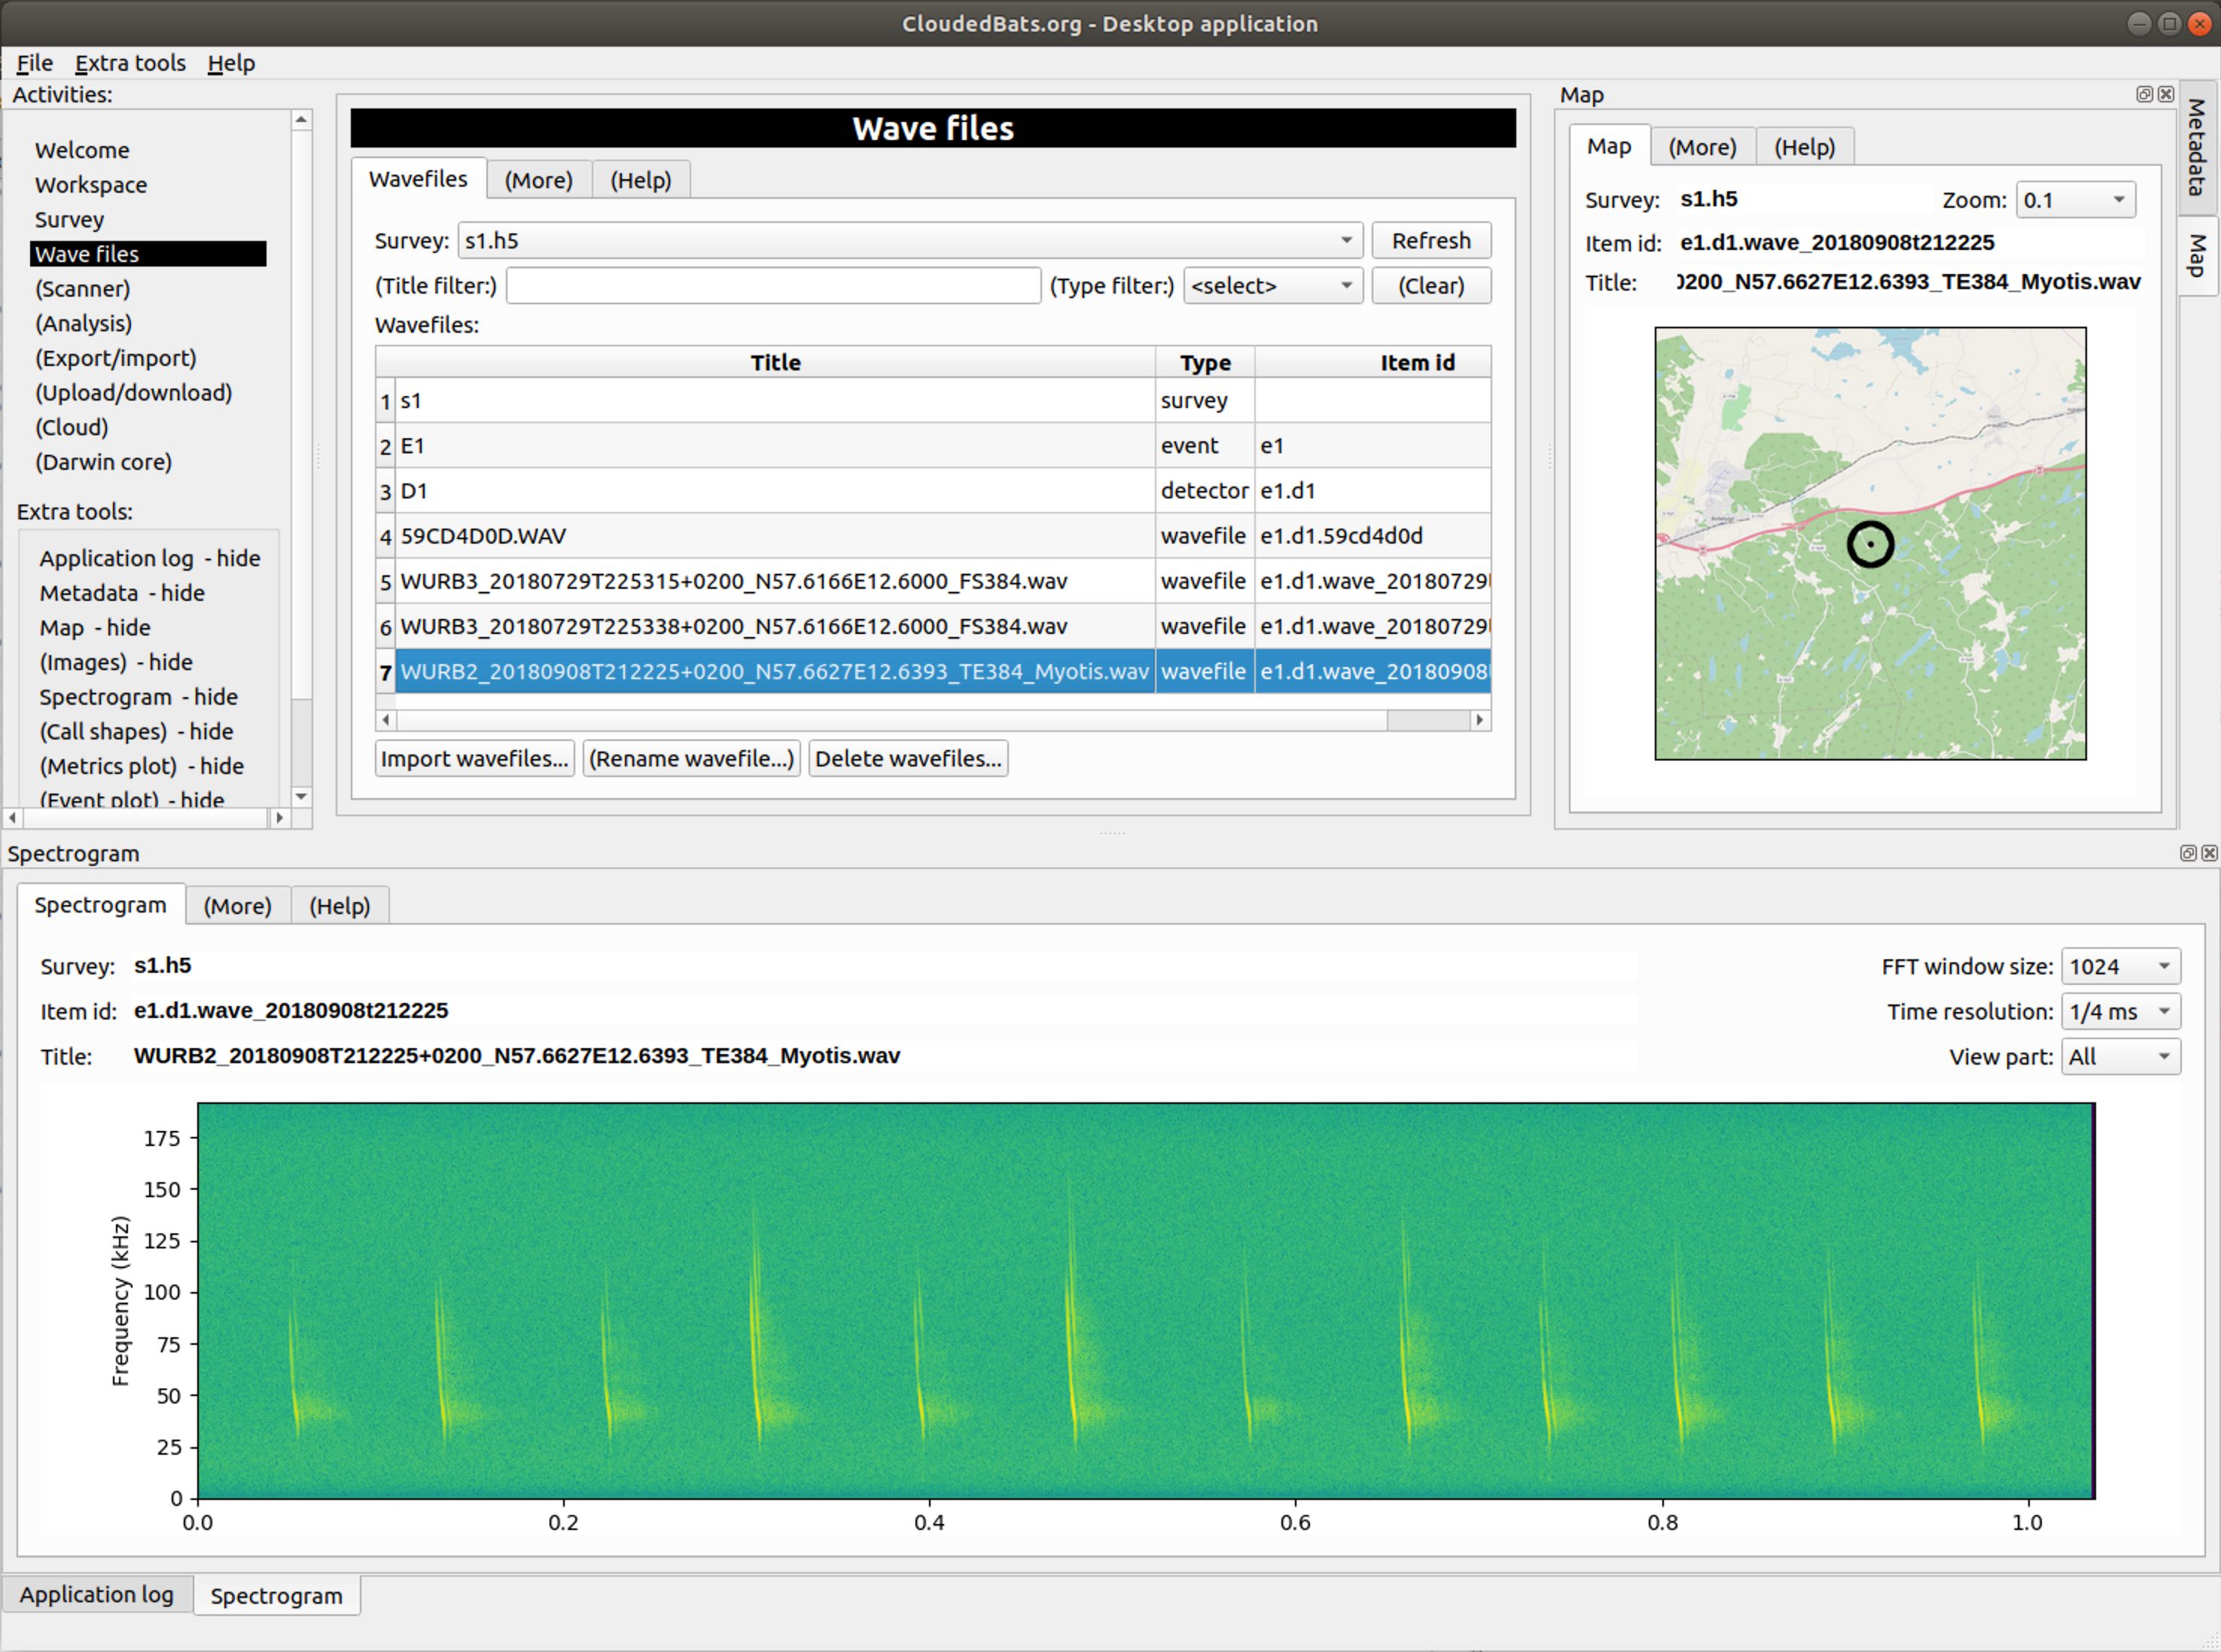 CloudedBats.org - Desktop application
File Extra tools Help
Activities:
Welcome
Workspace
Survey
Wave files
(Scanner)
(Analysis)
(Export/import)
(Upload/download)
(Cloud)
(Darwin core)
Extra tools:
Application log - hide
Metadata - hide
Map - hide
(Images) - hide
Spectrogram - hide
(Call shapes) - hide
(Metrics plot) - hide
(Event plot) - hide
Wave files
Wavefiles (More) (Help)
Survey: s1.h5 Refresh
(Title filter:) (Type filter:) <select> (Clear)
Wavefiles:
Title Type Item id
1 s1 survey
2 E1 event e1
3 D1 detector e1.d1
4 59CD4D0D.WAV wavefile e1.d1.59cd4d0d
5 WURB3_20180729T225315+0200_N57.6166E12.6000_FS384.wav wavefile e1.d1.wave_20180729
6 WURB3_20180729T225338+0200_N57.6166E12.6000_FS384.wav wavefile e1.d1.wave_20180729
7 WURB2_20180908T212225+0200_N57.6627E12.6393_TE384_Myotis.wav wavefile e1.d1.wave_20180908
Import wavefiles... (Rename wavefile...) Delete wavefiles...
Map
Map (More) (Help)
Survey: s1.h5 Zoom: 0.1
Item id: e1.d1.wave_20180908t212225
Title: 0200_N57.6627E12.6393_TE384_Myotis.wav
Metadata
Map
Spectrogram
Spectrogram (More) (Help)
Survey: s1.h5
Item id: e1.d1.wave_20180908t212225
Title: WURB2_20180908T212225+0200_N57.6627E12.6393_TE384_Myotis.wav
FFT window size: 1024
Time resolution: 1/4 ms
View part: All
Frequency (kHz)
175
150
125
100
75
50
25
0
0.0 0.2 0.4 0.6 0.8 1.0
Application log Spectrogram